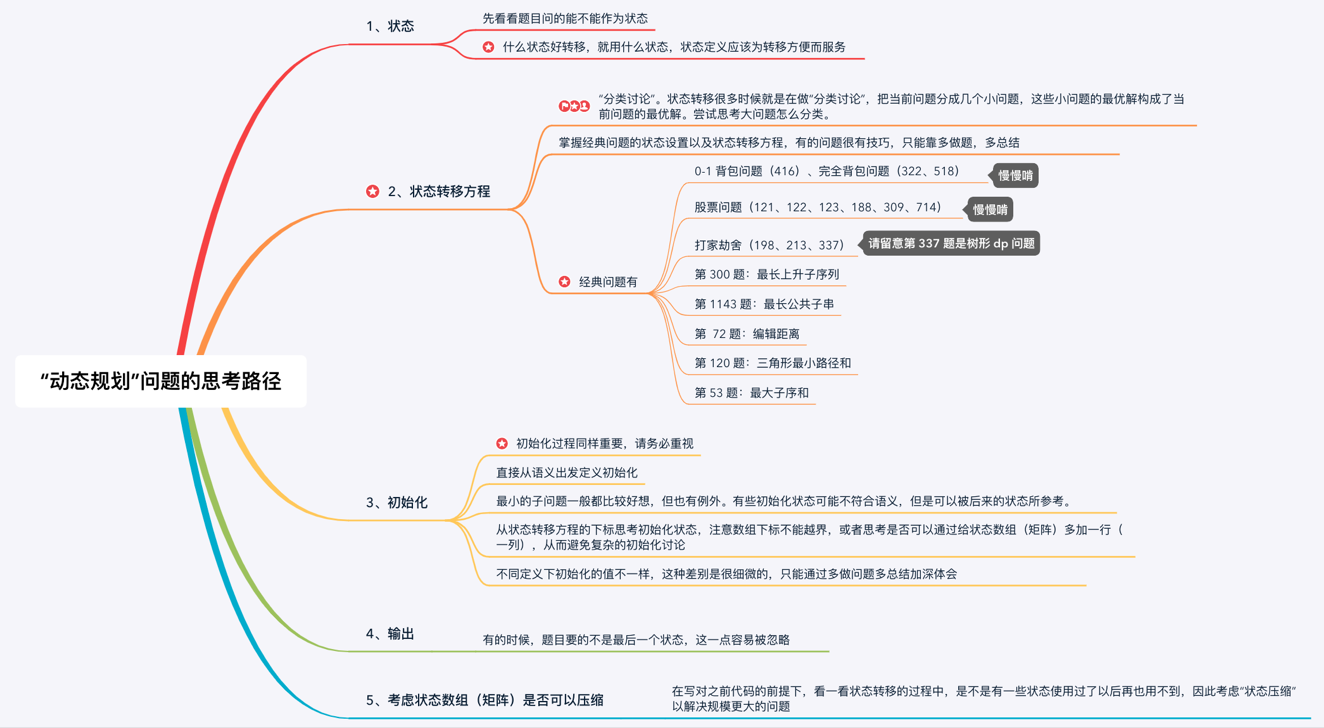 “动态规划”问题的思考路径
1、状态
先看看题目问的能不能作为状态
什么状态好转移，就用什么状态，状态定义应该为转移方便而服务
2、状态转移方程
“分类讨论”。状态转移很多时候就是在做“分类讨论”，把当前问题分成几个小问题，这些小问题的最优解构成了当
前问题的最优解。尝试思考大问题怎么分类。
掌握经典问题的状态设置以及状态转移方程，有的问题很有技巧，只能靠多做题，多总结
经典问题有
0-1 背包问题（416）、完全背包问题（322、518）
慢慢啃
股票问题（121、122、123、188、309、714）
慢慢啃
打家劫舍（198、213、337）
请留意第 337 题是树形 dp 问题
第 300 题：最长上升子序列
第 1143 题：最长公共子串
第 72 题：编辑距离
第 120 题：三角形最小路径和
第 53 题：最大子序和
3、初始化
初始化过程同样重要，请务必重视
直接从语义出发定义初始化
最小的子问题一般都比较好想，但也有例外。有些初始化状态可能不符合语义，但是可以被后来的状态所参考。
从状态转移方程的下标思考初始化状态，注意数组下标不能越界，或者思考是否可以通过给状态数组（矩阵）多加一行（
一列），从而避免复杂的初始化讨论
不同定义下初始化的值不一样，这种差别是很细微的，只能通过多做问题多总结加深体会
4、输出
有的时候，题目要的不是最后一个状态，这一点容易被忽略
5、考虑状态数组（矩阵）是否可以压缩
在写对之前代码的前提下，看一看状态转移的过程中，是不是有一些状态使用过了以后再也用不到，因此考虑“状态压缩”
以解决规模更大的问题